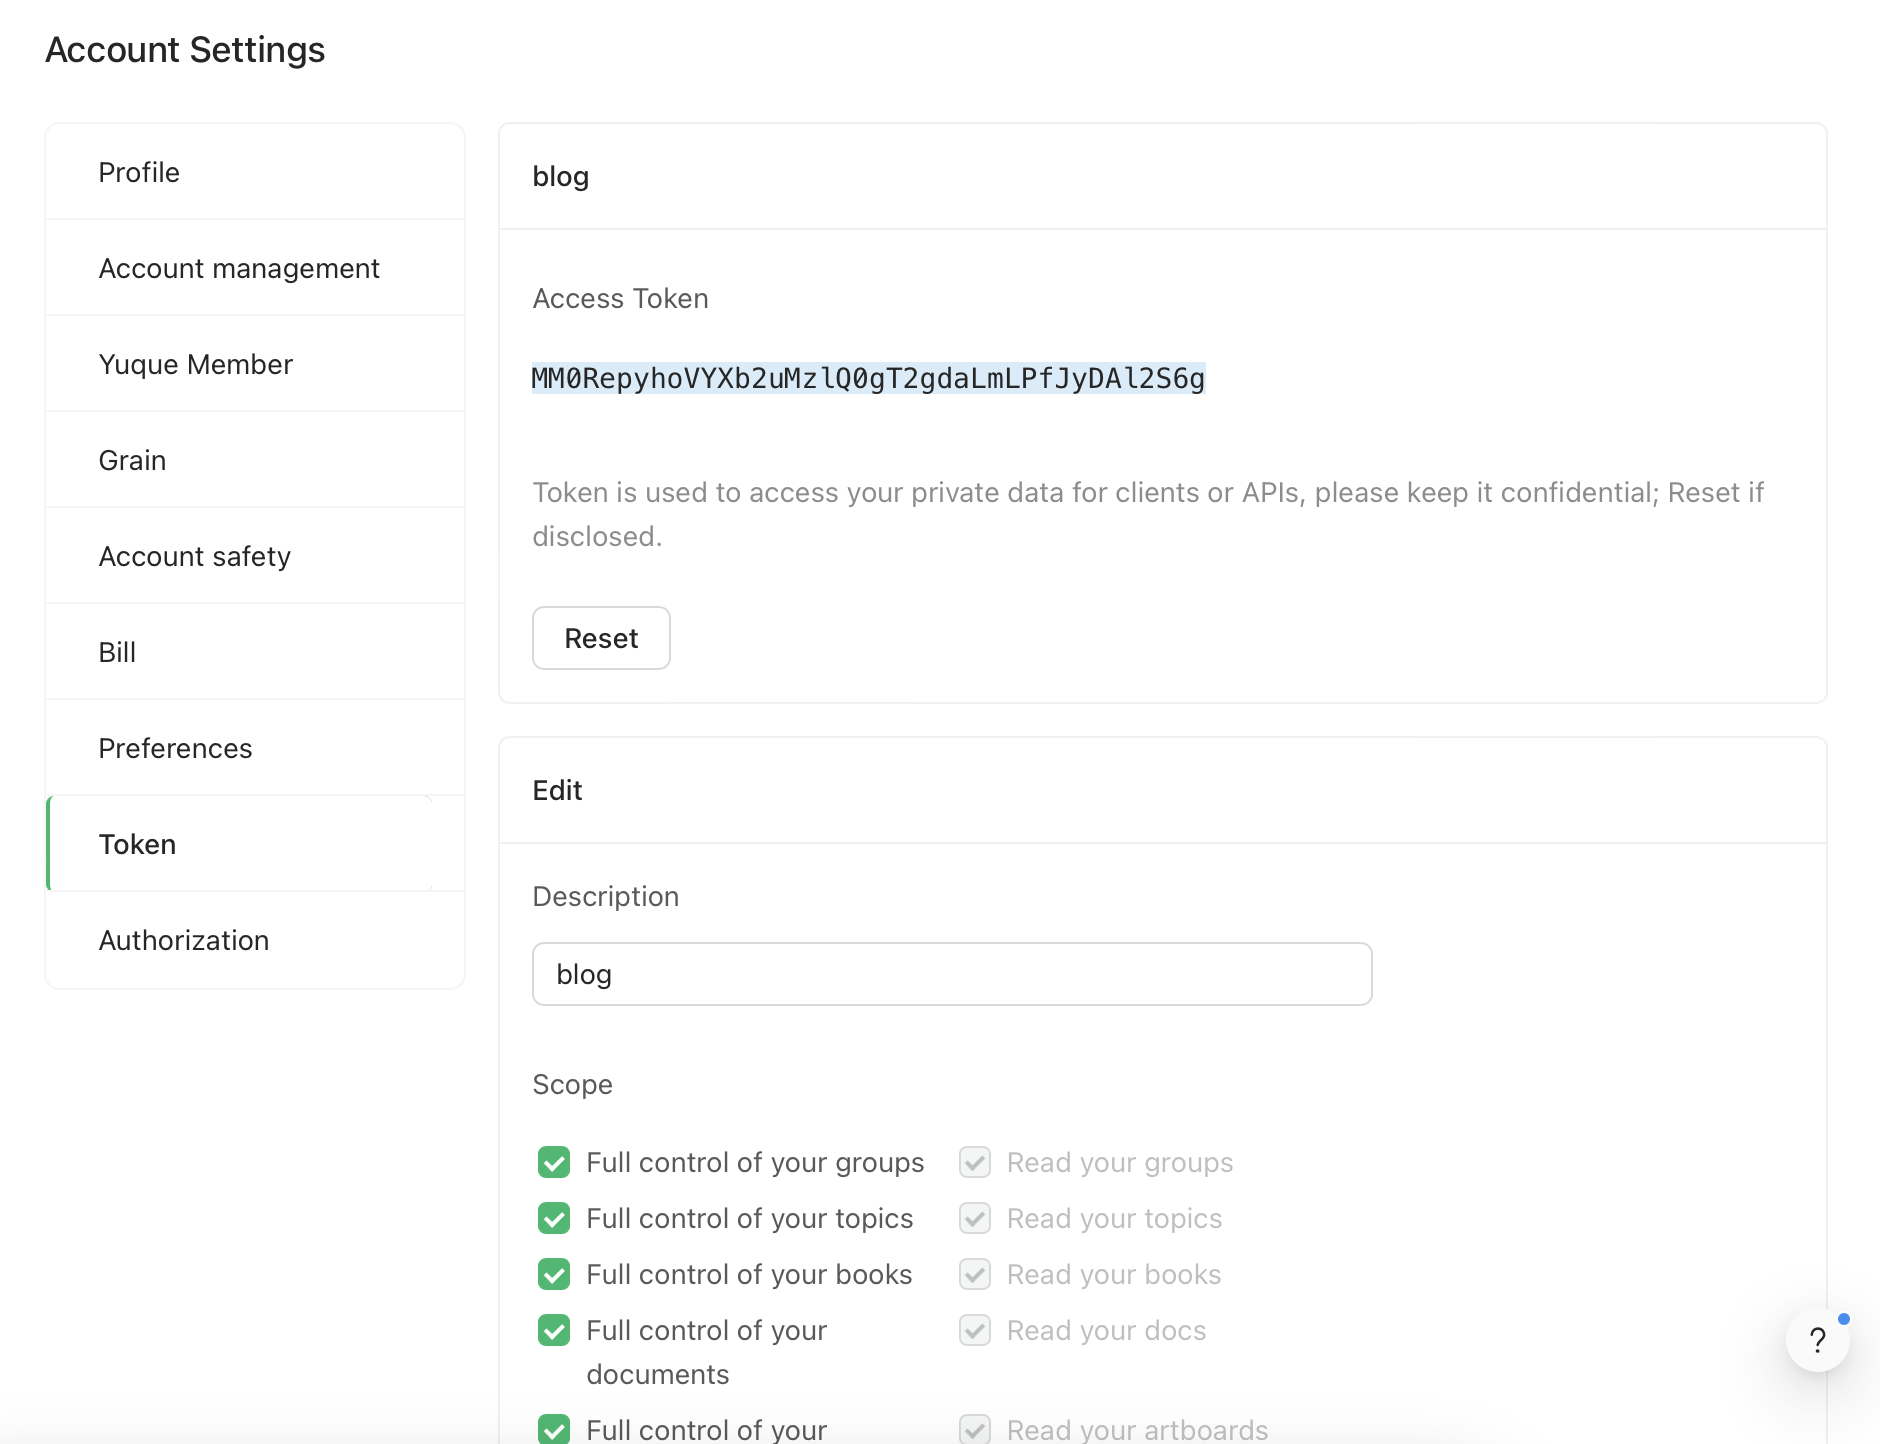 Account Settings
Profile
Account management
Yuque Member
Grain
Account safety
Bill
Preferences
Token
Authorization
blog
Access Token
MM0RepyhoVYXb2uMzlQ0gT2gdaLmLPfJyDAl2S6g
Token is used to access your private data for clients or APIs, please keep it confidential; Reset if
disclosed.
Reset
Edit
Description
blog
Scope
Full control of your groups
Read your groups
Full control of your topics
Read your topics
Full control of your books
Read your books
Full control of your
documents
Read your docs
Full control of your
Read your artboards
?